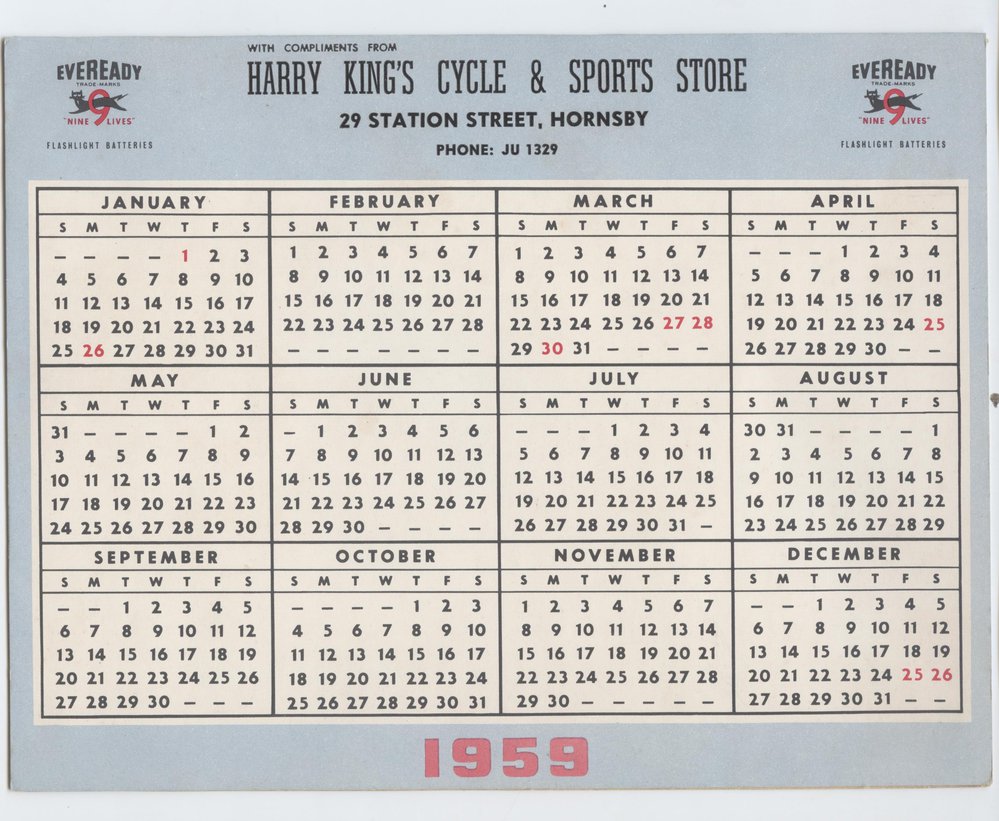 WITH COMPLIMENTS FROM
HARRY KING'S CYCLE & SPORTS STORE
29 STATION STREET, HORNSBY
PHONE: JU 1329
EVEREADY
TRADE-MARKS
9
"NINE LIVES"
FLASHLIGHT BATTERIES
EVEREADY
TRADE-MARKS
9
"NINE LIVES"
FLASHLIGHT BATTERIES
JANUARY
S M T W T F S
– – – – 1 2 3
4 5 6 7 8 9 10
11 12 13 14 15 16 17
18 19 20 21 22 23 24
25 26 27 28 29 30 31
FEBRUARY
S M T W T F S
1 2 3 4 5 6 7
8 9 10 11 12 13 14
15 16 17 18 19 20 21
22 23 24 25 26 27 28
– – – – – – –
MARCH
S M T W T F S
1 2 3 4 5 6 7
8 9 10 11 12 13 14
15 16 17 18 19 20 21
22 23 24 25 26 27 28
29 30 31 – – – –
APRIL
S M T W T F S
– – – 1 2 3 4
5 6 7 8 9 10 11
12 13 14 15 16 17 18
19 20 21 22 23 24 25
26 27 28 29 30 – –
MAY
S M T W T F S
31 – – – – 1 2
3 4 5 6 7 8 9
10 11 12 13 14 15 16
17 18 19 20 21 22 23
24 25 26 27 28 29 30
JUNE
S M T W T F S
– 1 2 3 4 5 6
7 8 9 10 11 12 13
14 15 16 17 18 19 20
21 22 23 24 25 26 27
28 29 30 – – – –
JULY
S M T W T F S
– – – 1 2 3 4
5 6 7 8 9 10 11
12 13 14 15 16 17 18
19 20 21 22 23 24 25
26 27 28 29 30 31 –
AUGUST
S M T W T F S
30 31 – – – – 1
2 3 4 5 6 7 8
9 10 11 12 13 14 15
16 17 18 19 20 21 22
23 24 25 26 27 28 29
SEPTEMBER
S M T W T F S
– – 1 2 3 4 5
6 7 8 9 10 11 12
13 14 15 16 17 18 19
20 21 22 23 24 25 26
27 28 29 30 – – –
OCTOBER
S M T W T F S
– – – – 1 2 3
4 5 6 7 8 9 10
11 12 13 14 15 16 17
18 19 20 21 22 23 24
25 26 27 28 29 30 31
NOVEMBER
S M T W T F S
1 2 3 4 5 6 7
8 9 10 11 12 13 14
15 16 17 18 19 20 21
22 23 24 25 26 27 28
29 30 – – – – –
DECEMBER
S M T W T F S
– – 1 2 3 4 5
6 7 8 9 10 11 12
13 14 15 16 17 18 19
20 21 22 23 24 25 26
27 28 29 30 31 – –
1959